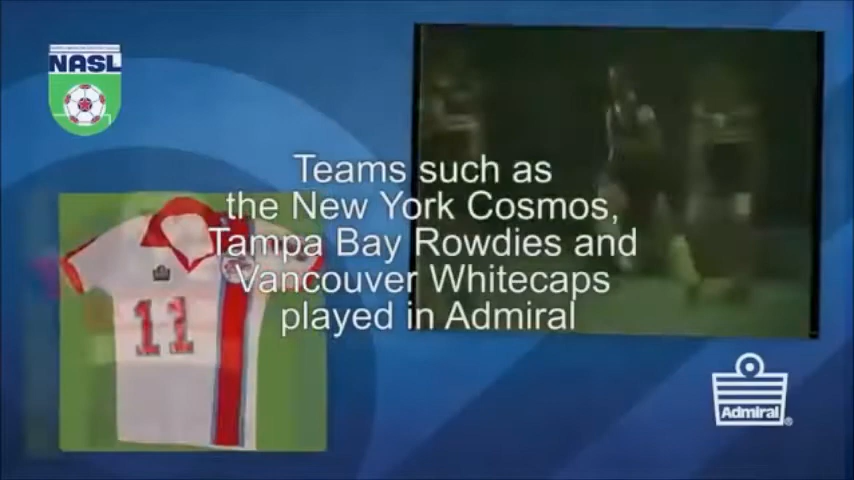 NASL
Teams such as
the New York Cosmos,
Tampa Bay Rowdies and
Vancouver Whitecaps
played in Admiral
11
Admiral®